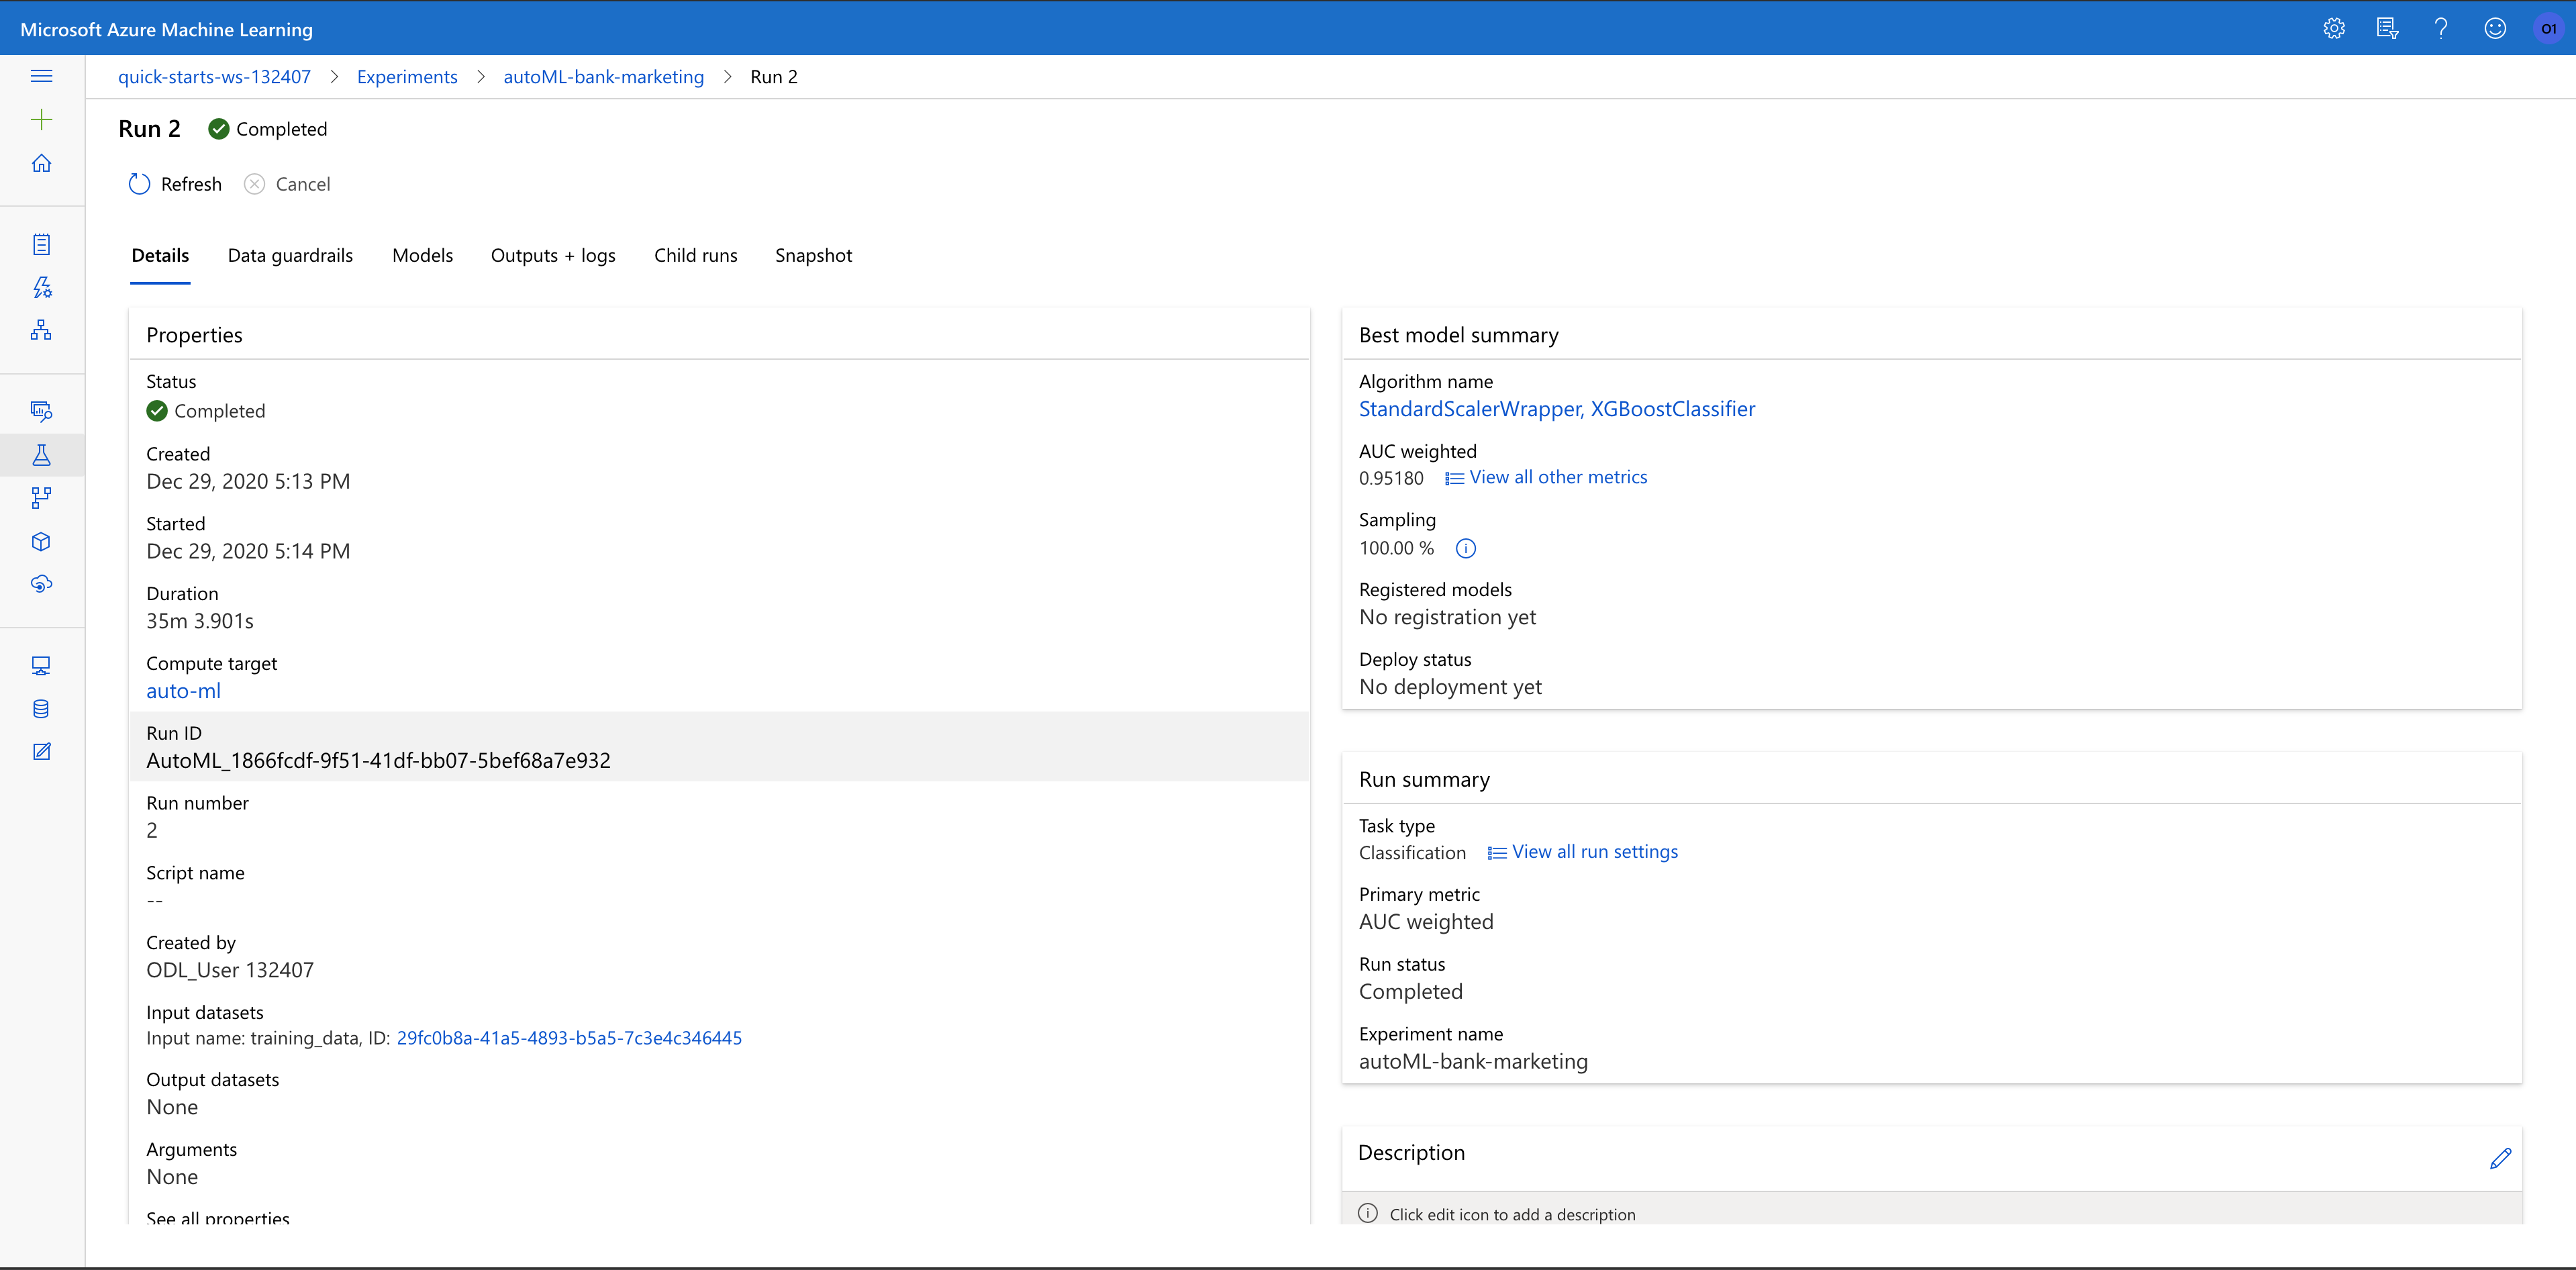 Microsoft Azure Machine Learning
O1
quick-starts-ws-132407 > Experiments > autoML-bank-marketing > Run 2
Run 2 Completed
Refresh Cancel
Details Data guardrails Models Outputs + logs Child runs Snapshot
Properties
Status
Completed
Created
Dec 29, 2020 5:13 PM
Started
Dec 29, 2020 5:14 PM
Duration
35m 3.901s
Compute target
auto-ml
Run ID
AutoML_1866fcdf-9f51-41df-bb07-5bef68a7e932
Run number
2
Script name
--
Created by
ODL_User 132407
Input datasets
Input name: training_data, ID: 29fc0b8a-41a5-4893-b5a5-7c3e4c346445
Output datasets
None
Arguments
None
See all properties
Best model summary
Algorithm name
StandardScalerWrapper, XGBoostClassifier
AUC weighted
0.95180 View all other metrics
Sampling
100.00 %
Registered models
No registration yet
Deploy status
No deployment yet
Run summary
Task type
Classification View all run settings
Primary metric
AUC weighted
Run status
Completed
Experiment name
autoML-bank-marketing
Description
Click edit icon to add a description